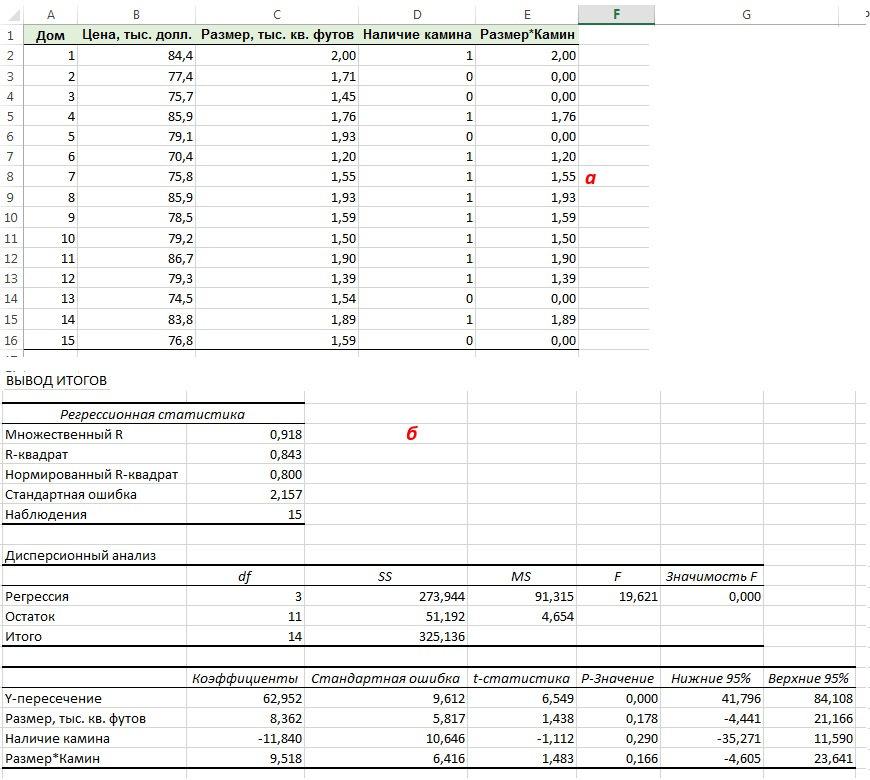 A B C D E F G
1 Дом Цена, тыс. долл. Размер, тыс. кв. футов Наличие камина Размер*Камин
2 1 84,4 2,00 1 2,00
3 2 77,4 1,71 0 0,00
4 3 75,7 1,45 0 0,00
5 4 85,9 1,76 1 1,76
6 5 79,1 1,93 0 0,00
7 6 70,4 1,20 1 1,20
8 7 75,8 1,55 1 1,55 а
9 8 85,9 1,93 1 1,93
10 9 78,5 1,59 1 1,59
11 10 79,2 1,50 1 1,50
12 11 86,7 1,90 1 1,90
13 12 79,3 1,39 1 1,39
14 13 74,5 1,54 0 0,00
15 14 83,8 1,89 1 1,89
16 15 76,8 1,59 0 0,00
ВЫВОД ИТОГОВ
Регрессионная статистика
Множественный R 0,918 б
R-квадрат 0,843
Нормированный R-квадрат 0,800
Стандартная ошибка 2,157
Наблюдения 15
Дисперсионный анализ
df SS MS F Значимость F
Регрессия 3 273,944 91,315 19,621 0,000
Остаток 11 51,192 4,654
Итого 14 325,136
Коэффициенты Стандартная ошибка t-статистика P-Значение Нижние 95% Верхние 95%
Y-пересечение 62,952 9,612 6,549 0,000 41,796 84,108
Размер, тыс. кв. футов 8,362 5,817 1,438 0,178 -4,441 21,166
Наличие камина -11,840 10,646 -1,112 0,290 -35,271 11,590
Размер*Камин 9,518 6,416 1,483 0,166 -4,605 23,641